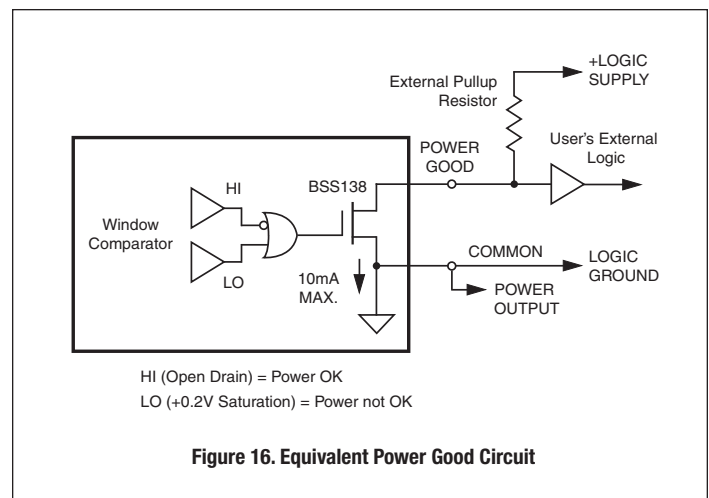 +LOGIC
SUPPLY
External Pullup
Resistor
User's External
Logic
POWER
GOOD
BSS138
HI
Window
Comparator
LO
10mA
MAX.
COMMON
LOGIC
GROUND
POWER
OUTPUT
HI (Open Drain) = Power OK
LO (+0.2V Saturation) = Power not OK
Figure 16. Equivalent Power Good Circuit